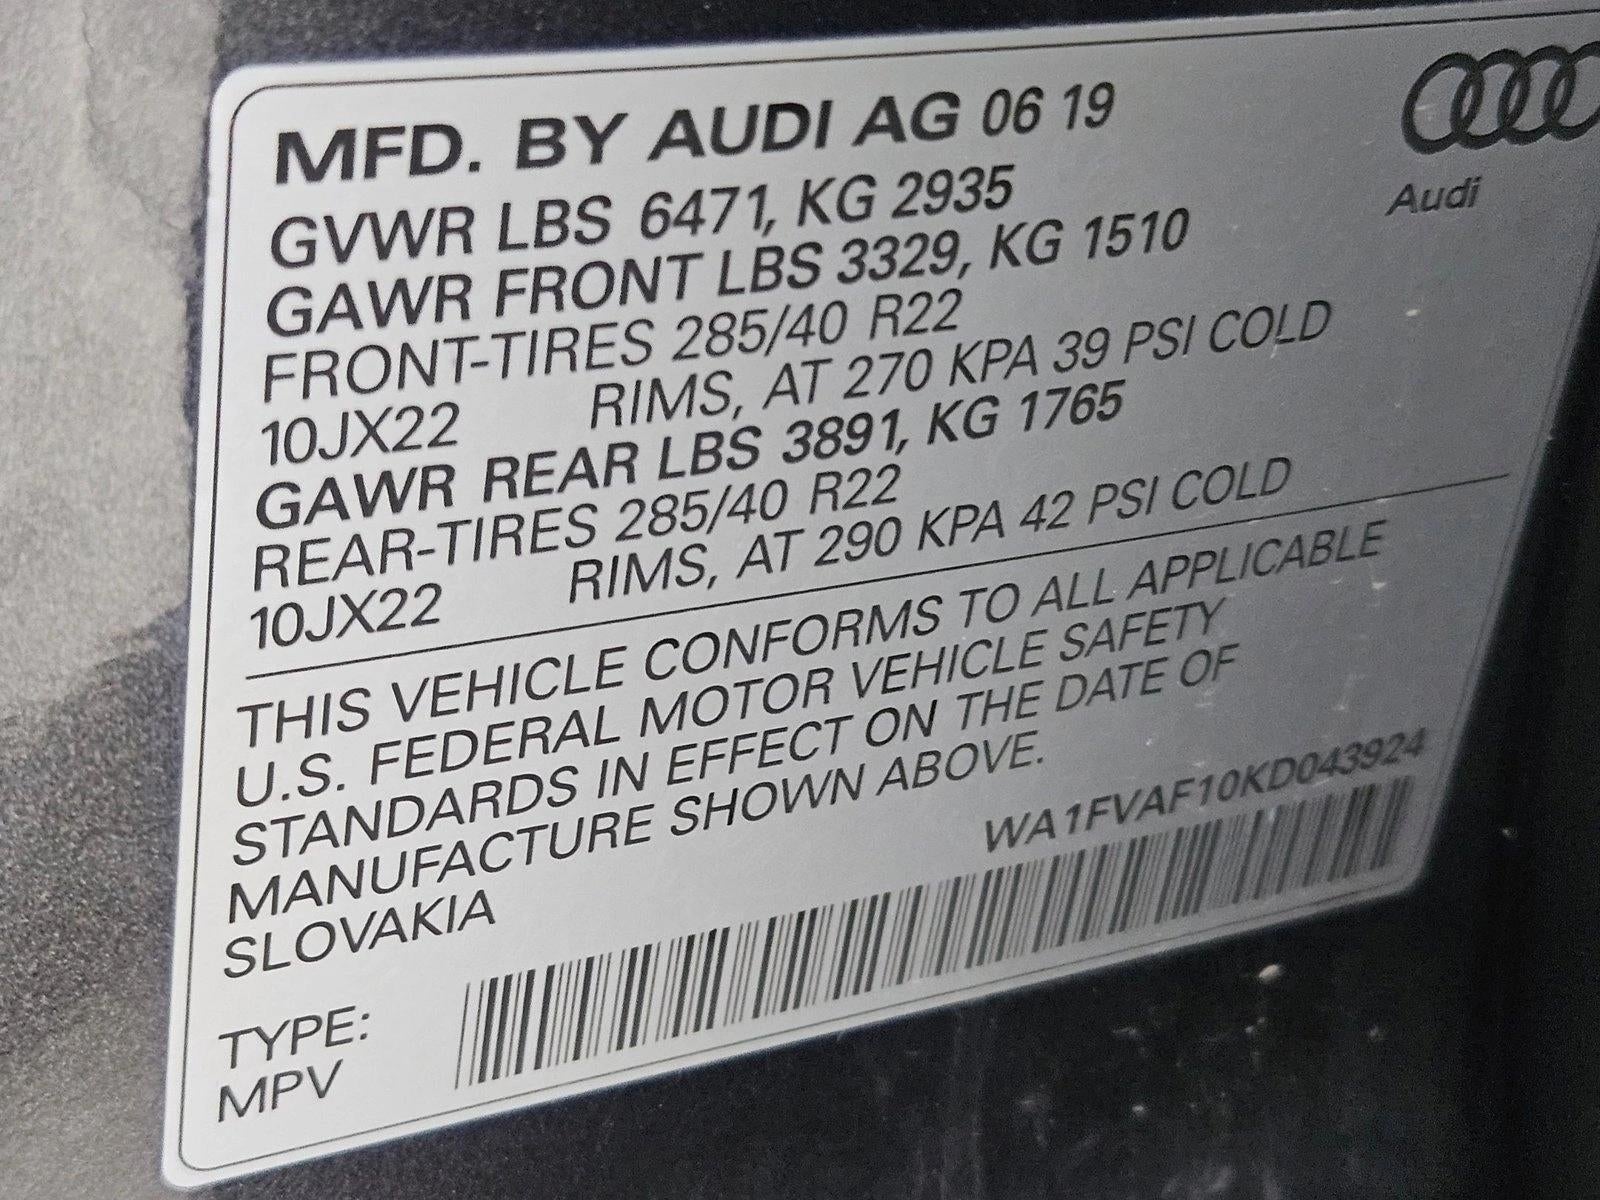 MFD. BY AUDI AG 06 19
GVWR LBS 6471, KG 2935
GAWR FRONT LBS 3329, KG 1510
FRONT-TIRES 285/40 R22
10JX22 RIMS, AT 270 KPA 39 PSI COLD
GAWR REAR LBS 3891, KG 1765
REAR-TIRES 285/40 R22
10JX22 RIMS, AT 290 KPA 42 PSI COLD
Audi
THIS VEHICLE CONFORMS TO ALL APPLICABLE
U.S. FEDERAL MOTOR VEHICLE SAFETY
STANDARDS IN EFFECT ON THE DATE OF
MANUFACTURE SHOWN ABOVE.
SLOVAKIA
WA1FVAF10KD043924
TYPE:
MPV